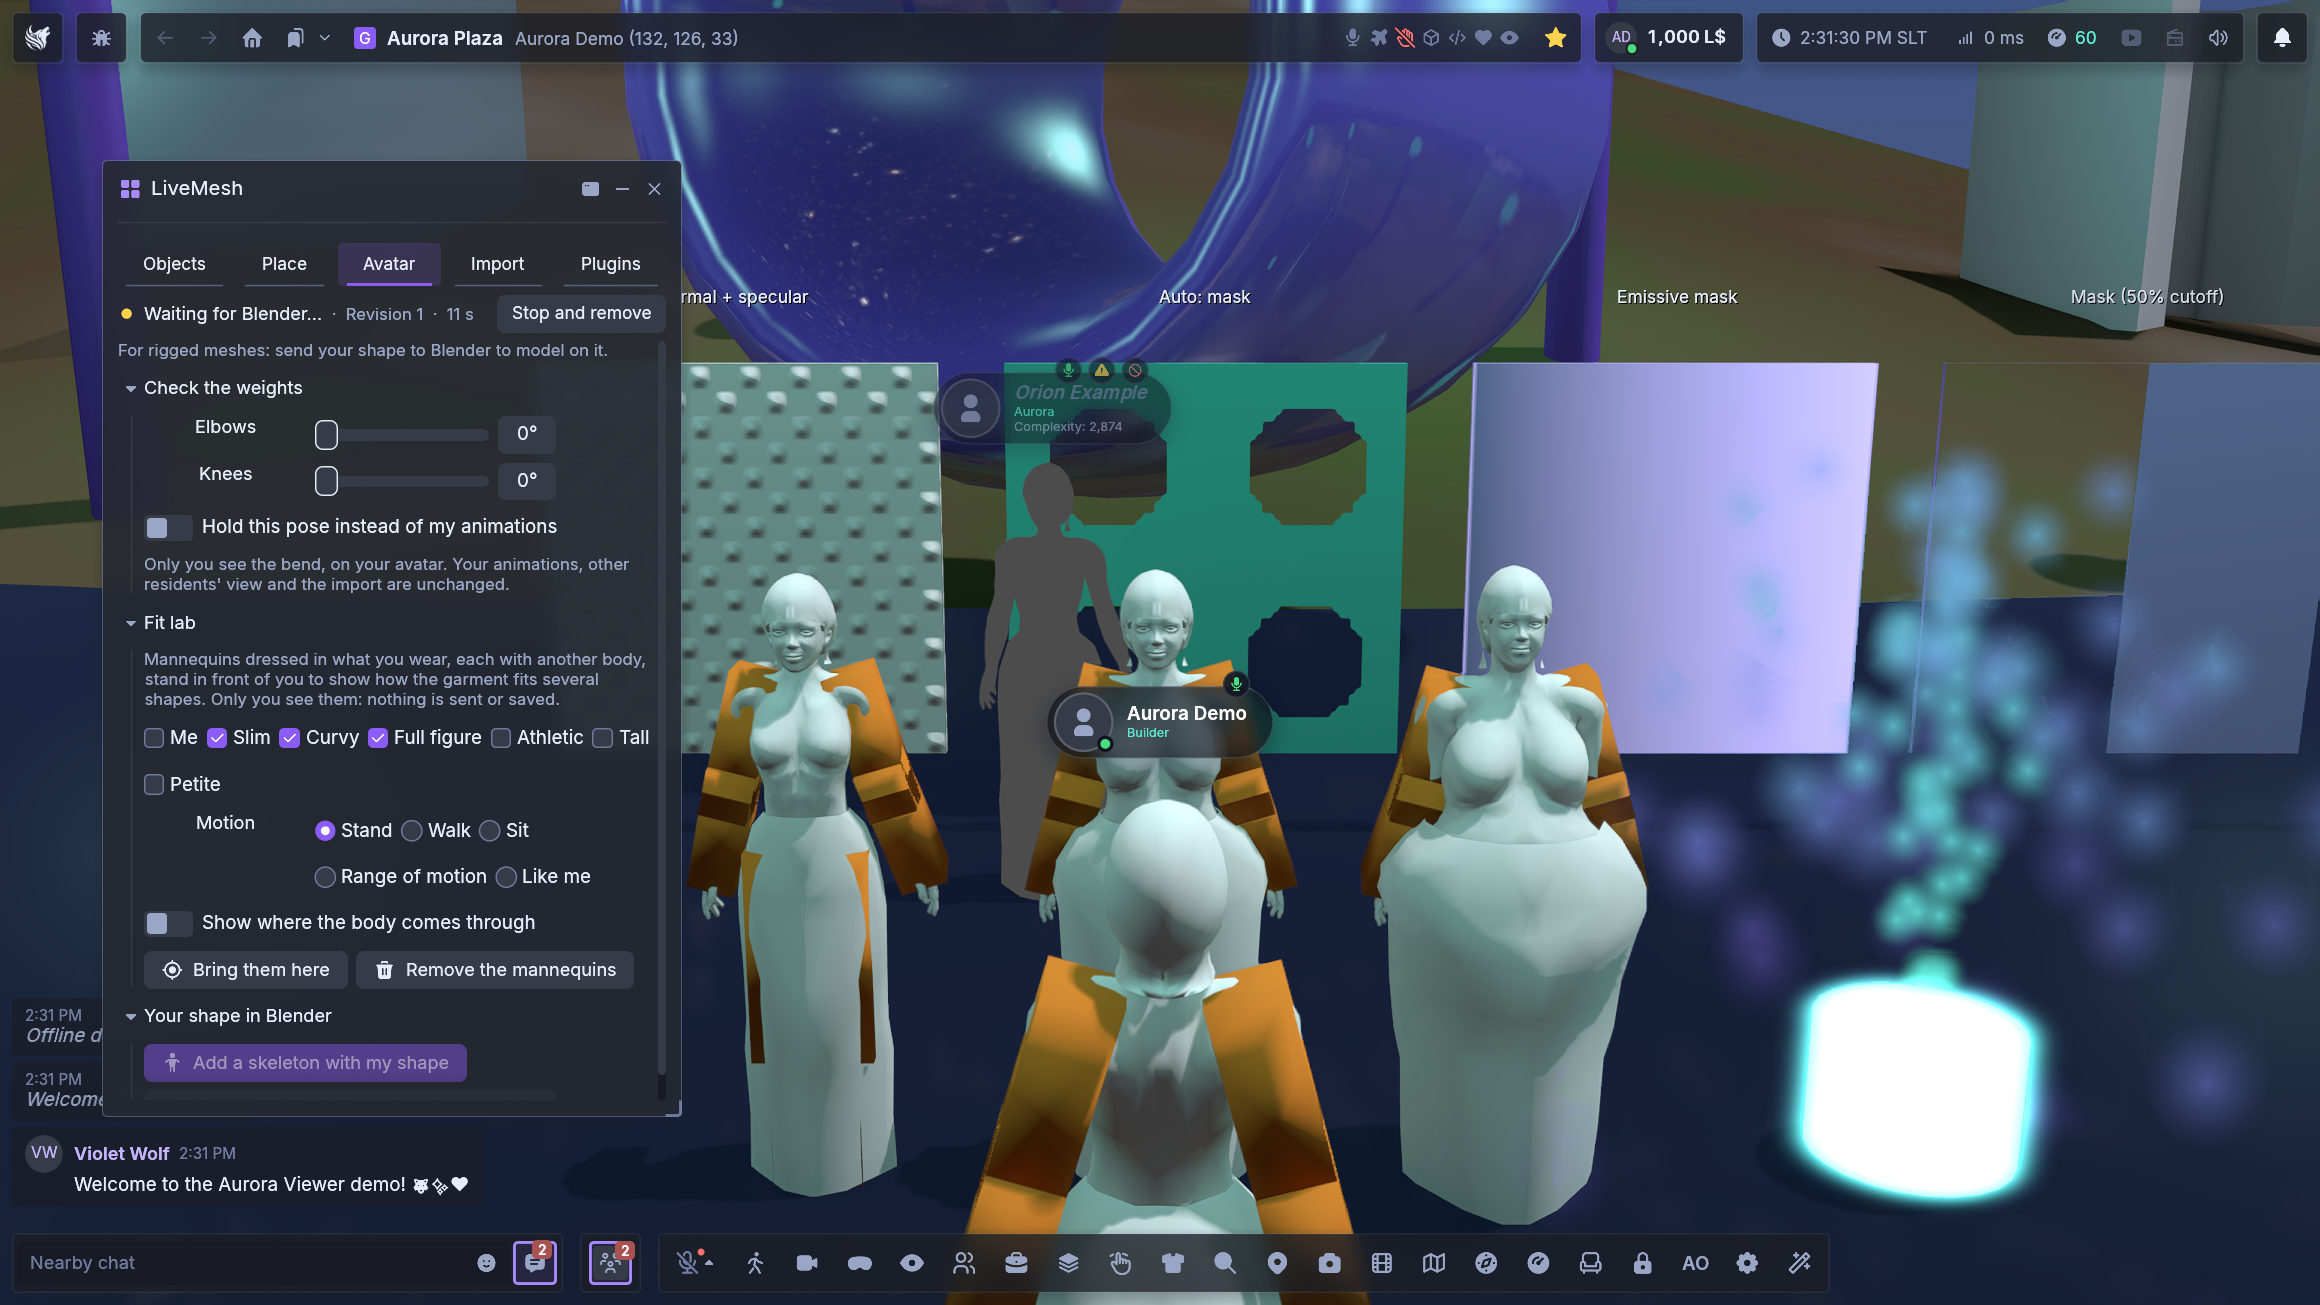 G Aurora Plaza Aurora Demo (132, 126, 33)
AD 1,000 L$
2:31:30 PM SLT 0 ms 60
LiveMesh
Objects Place Avatar Import Plugins
Waiting for Blender... · Revision 1 · 11 s Stop and remove
For rigged meshes: send your shape to Blender to model on it.
Check the weights
Elbows 0°
Knees 0°
Hold this pose instead of my animations
Only you see the bend, on your avatar. Your animations, other
residents' view and the import are unchanged.
Fit lab
Mannequins dressed in what you wear, each with another body,
stand in front of you to show how the garment fits several
shapes. Only you see them: nothing is sent or saved.
Me Slim Curvy Full figure Athletic Tall
Petite
Motion Stand Walk Sit
Range of motion Like me
Show where the body comes through
Bring them here Remove the mannequins
Your shape in Blender
Add a skeleton with my shape
rmal + specular
Auto: mask
Emissive mask
Mask (50% cutoff)
Orion Example
Aurora
Complexity: 2,874
Aurora Demo
Builder
2:31 PM
Offline d
2:31 PM
Welcome
VW Violet Wolf 2:31 PM
Welcome to the Aurora Viewer demo!
Nearby chat 2 2 AO